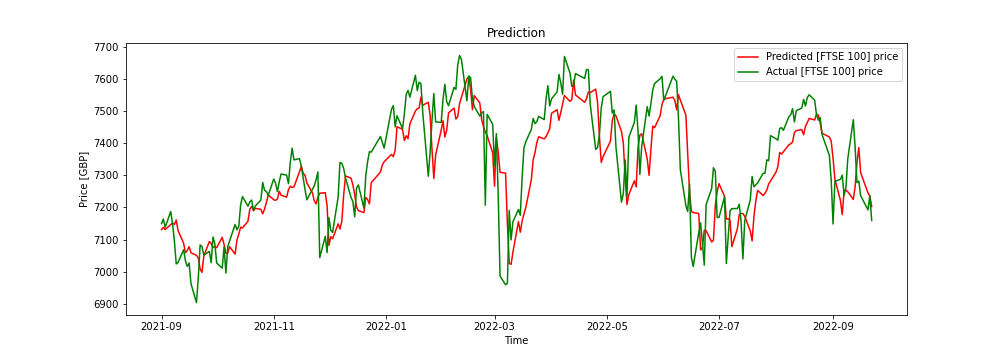 Prediction
Predicted [FTSE 100] price
Actual [FTSE 100] price
Price [GBP]
7700
7600
7500
7400
7300
7200
7100
7000
6900
2021-09 2021-11 2022-01 2022-03 2022-05 2022-07 2022-09
Time